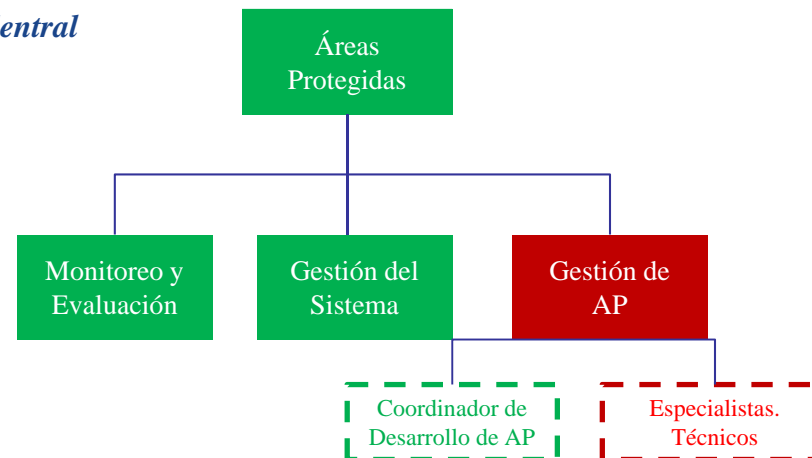 entral
Áreas
Protegidas
Monitoreo y
Evaluación
Gestión del
Sistema
Gestión de
AP
Coordinador de
Desarrollo de AP
Especialistas.
Técnicos